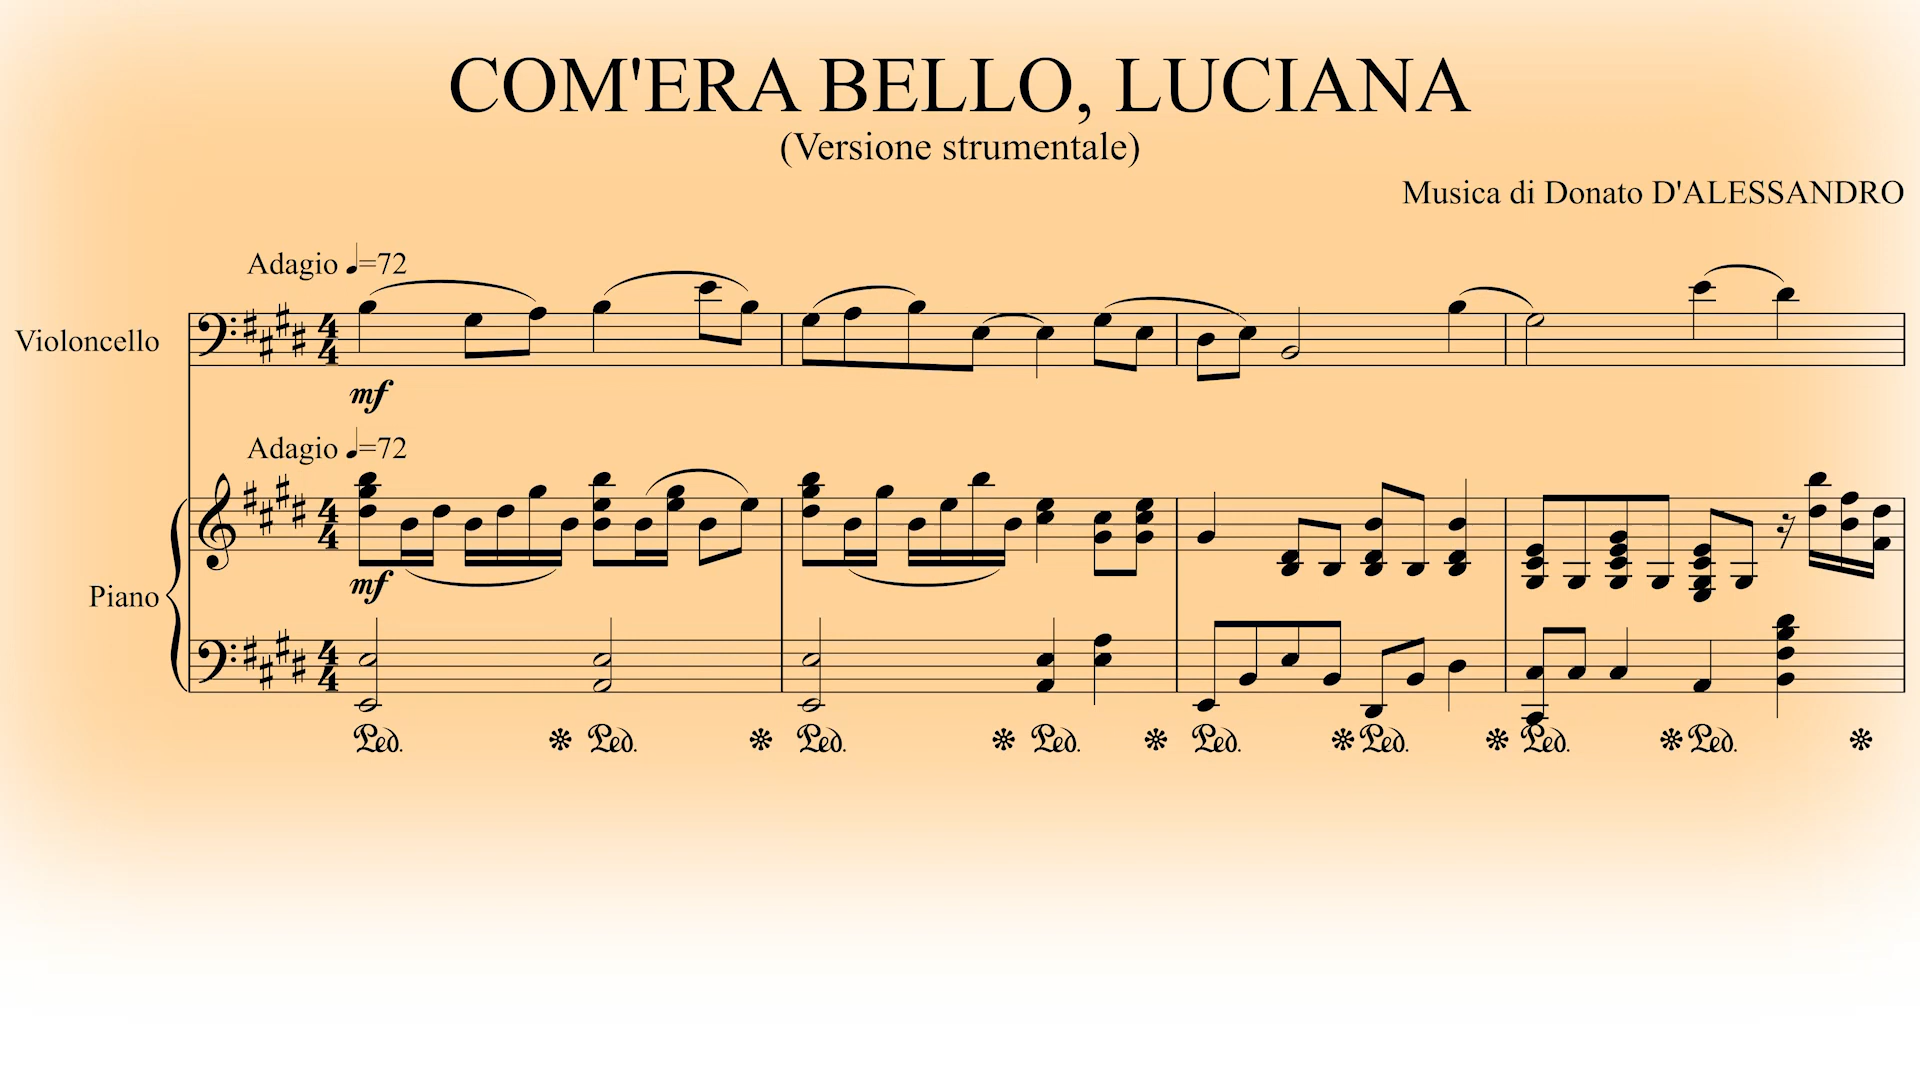 COM'ERA BELLO, LUCIANA
(Versione strumentale)
Musica di Donato D'ALESSANDRO
Adagio ♩=72
Violoncello
mf
Adagio ♩=72
Piano
mf
Ped. Ped. Ped. Ped. Ped. Ped. Ped. Ped.